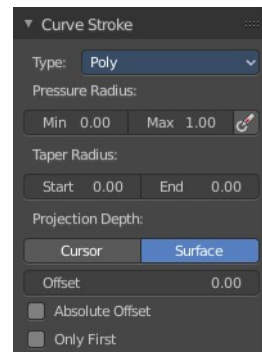 Curve Stroke
Type: Poly
Pressure Radius:
Min 0.00 Max 1.00
Taper Radius:
Start 0.00 End 0.00
Projection Depth:
Cursor Surface
Offset 0.00
Absolute Offset
Only First